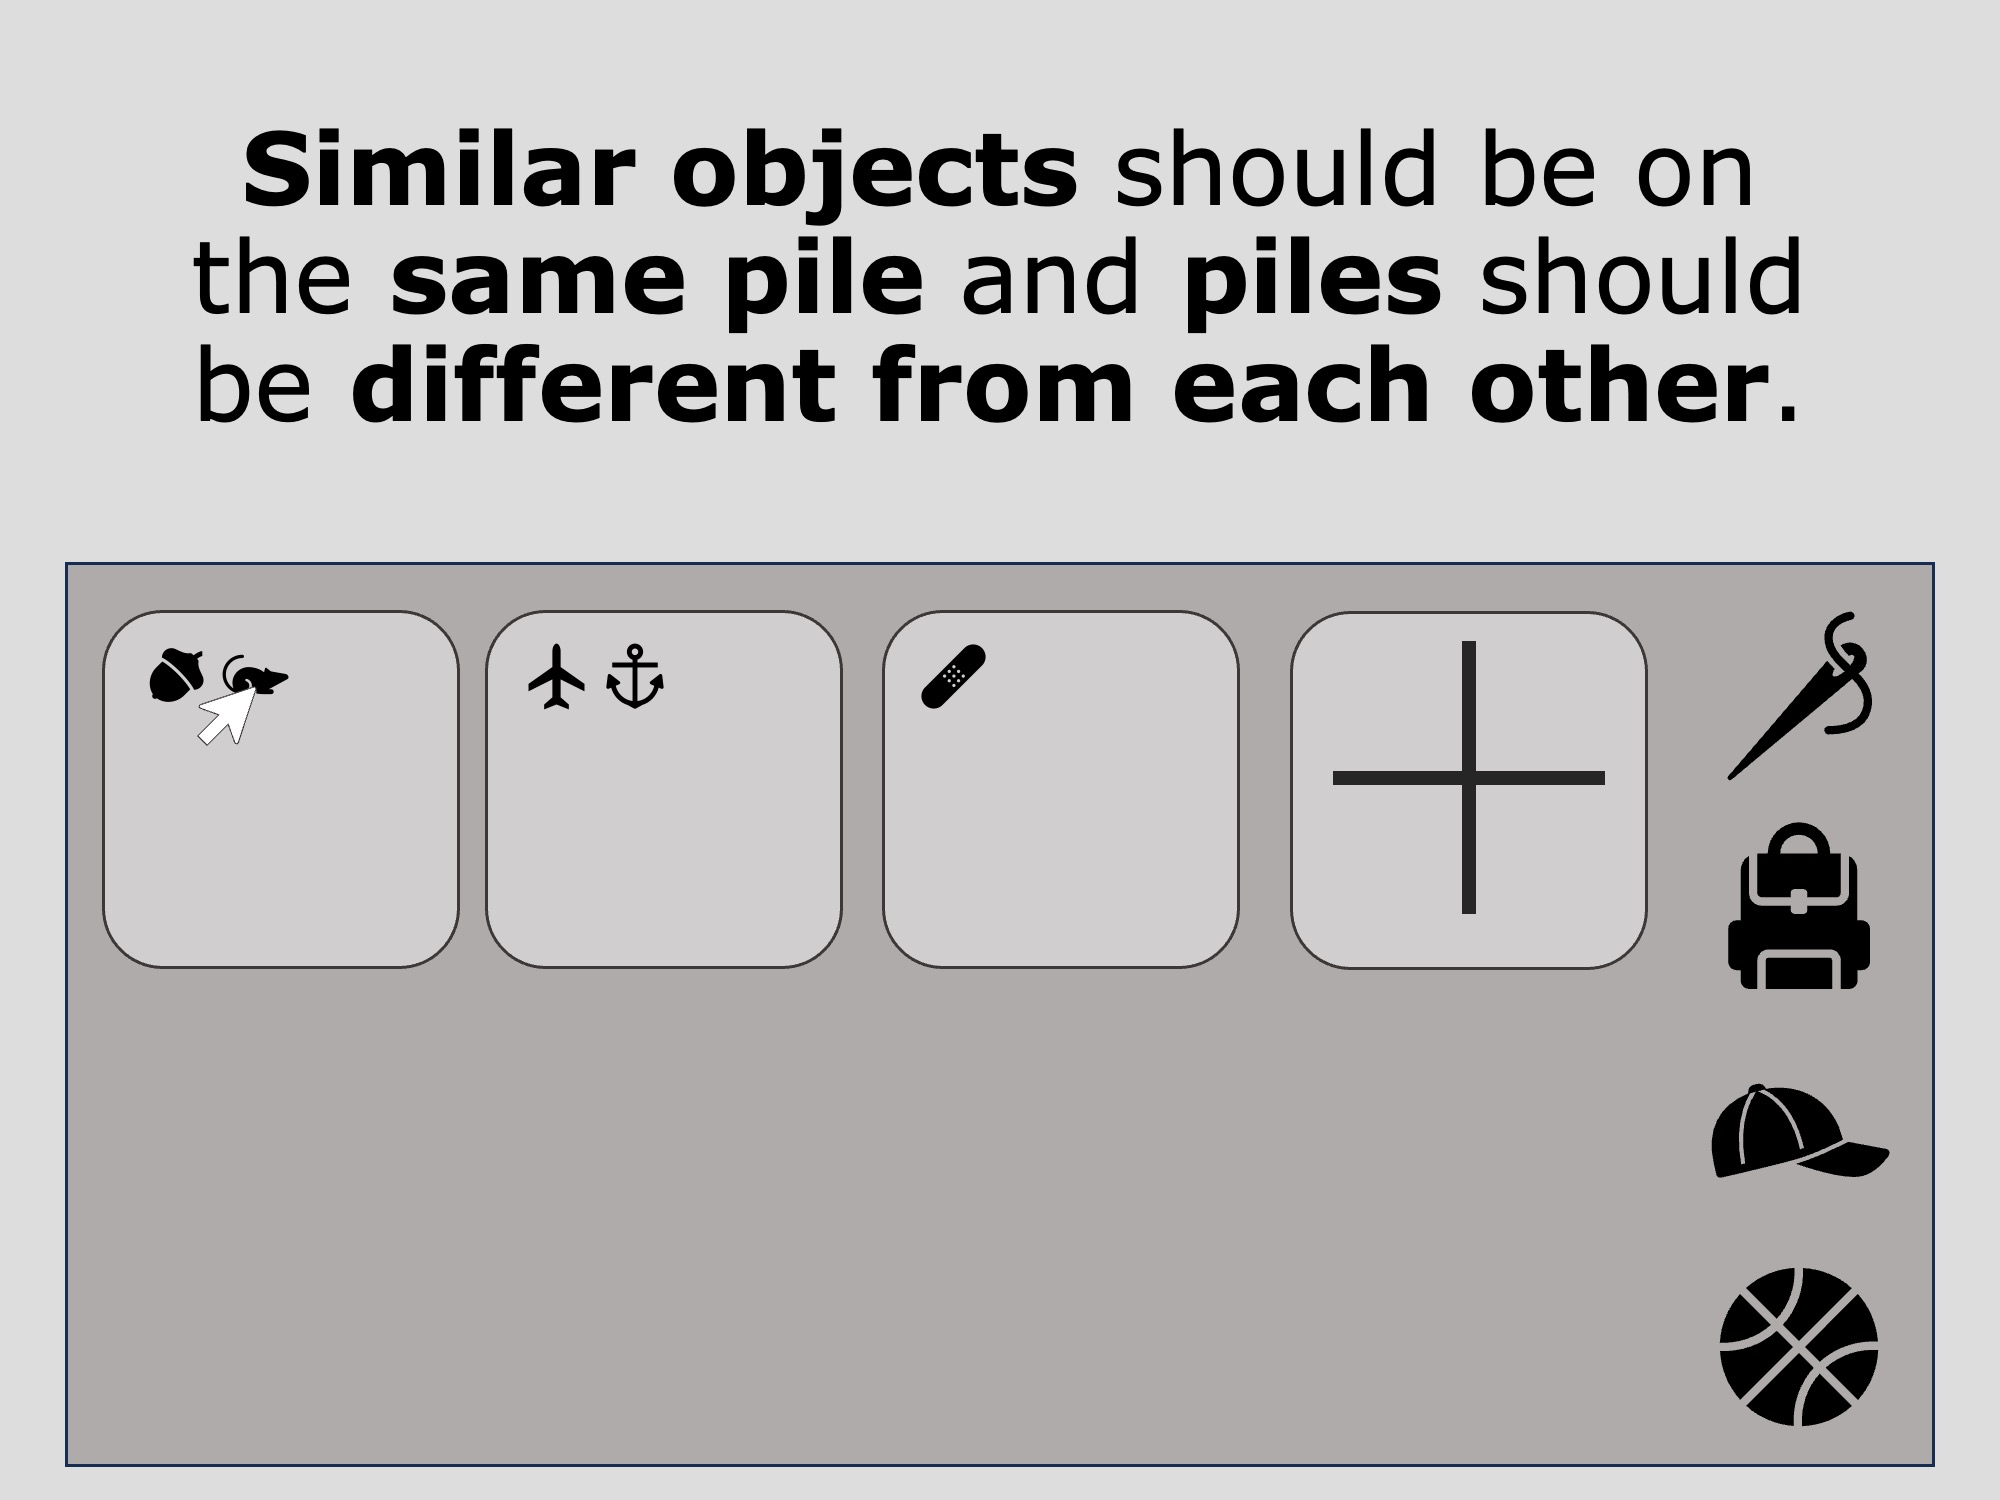 Similar objects should be on
the same pile and piles should
be different from each other.